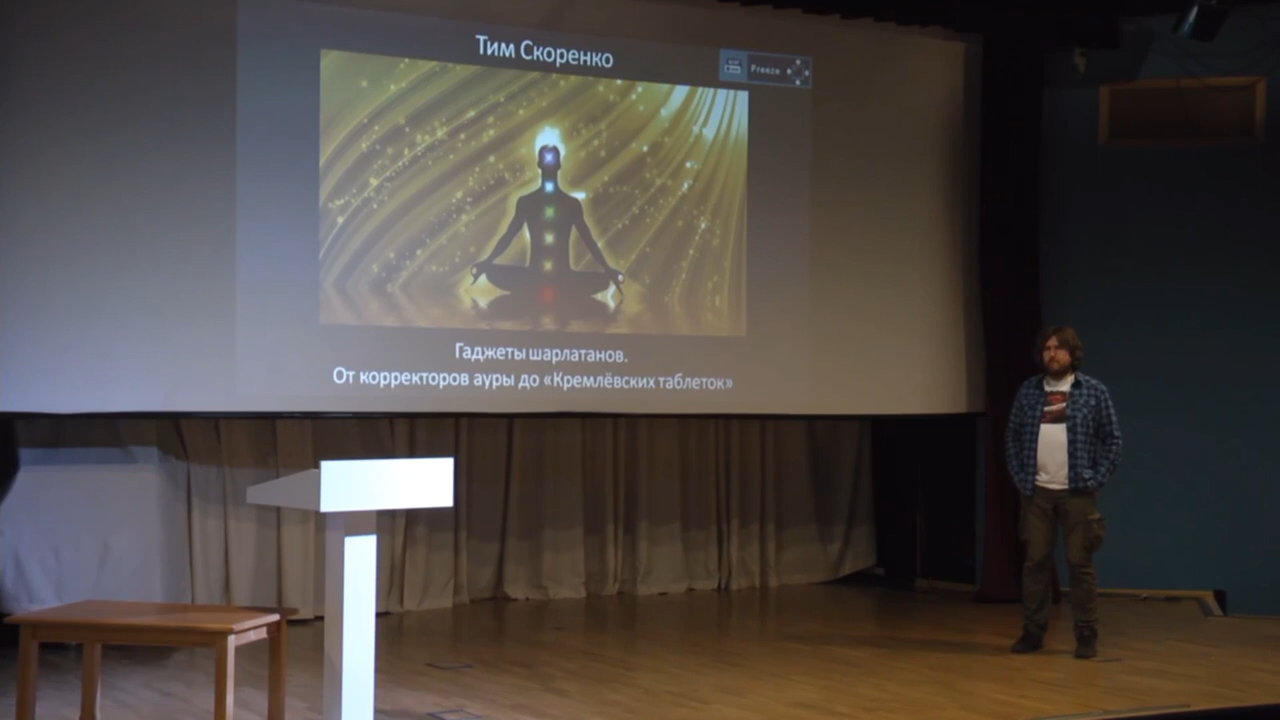 Тим Скоренко
Freeze
Гаджеты шарлатанов.
От корректоров ауры до «Кремлёвских таблеток»